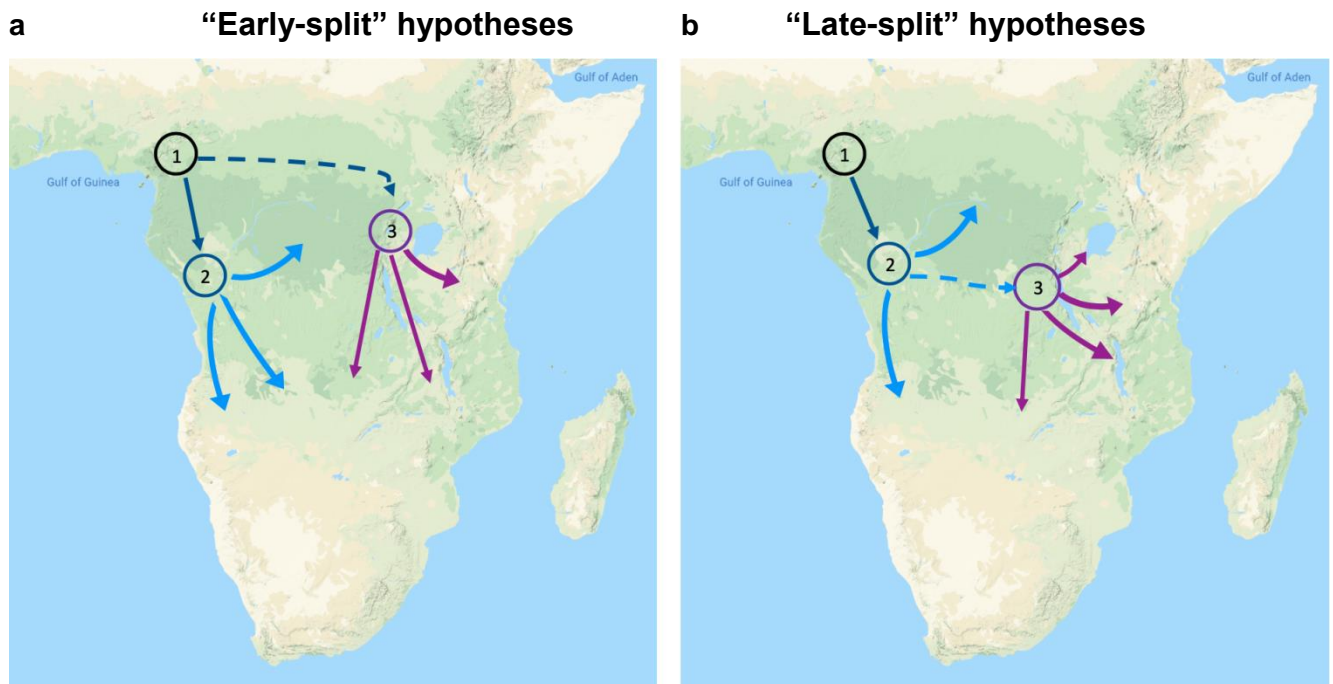 a “Early-split” hypotheses
b “Late-split” hypotheses
Gulf of Aden
1
Gulf of Guinea
3
2
Gulf of Aden
1
Gulf of Guinea
2
3